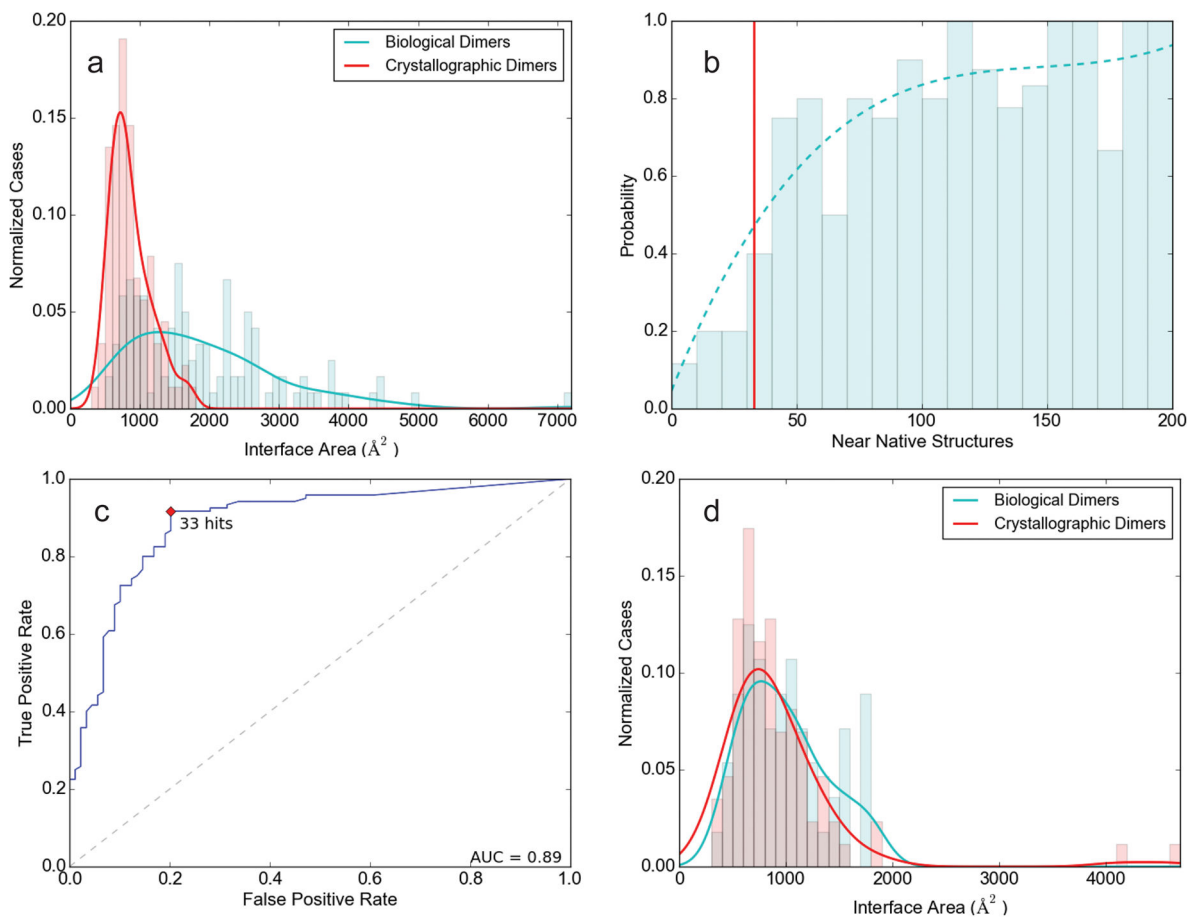 a
Biological Dimers
Crystallographic Dimers
0.20
0.15
0.10
0.05
0.00
Normalized Cases
0 1000 2000 3000 4000 5000 6000 7000
Interface Area (Å²)
b
1.0
0.8
0.6
0.4
0.2
0.0
Probability
0 50 100 150 200
Near Native Structures
c
1.0
0.8
0.6
0.4
0.2
0.0
True Positive Rate
33 hits
AUC = 0.89
0.0 0.2 0.4 0.6 0.8 1.0
False Positive Rate
d
Biological Dimers
Crystallographic Dimers
0.20
0.15
0.10
0.05
0.00
Normalized Cases
0 1000 2000 3000 4000
Interface Area (Å²)